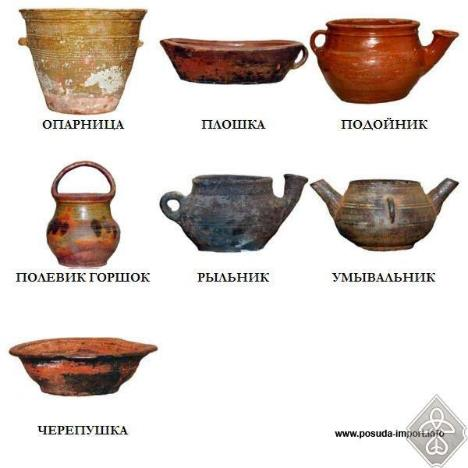 ОПАРНИЦА
ПЛОШКА
ПОДОЙНИК
ПОЛЕВИК ГОРШОК
РЫЛЬНИК
УМЫВАЛЬНИК
ЧЕРЕПУШКА
www.posuda-import.info